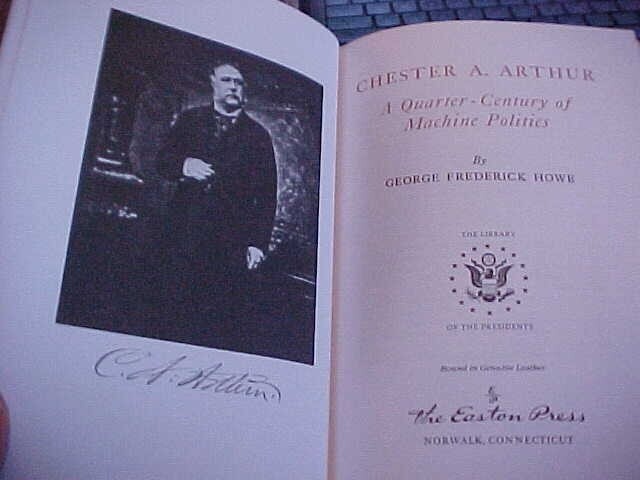 C. A. Arthur
CHESTER A. ARTHUR
A Quarter-Century of
Machine Politics
By
GEORGE FREDERICK HOWE
THE LIBRARY
OF THE PRESIDENTS
Bound in Genuine Leather
The Easton Press
NORWALK, CONNECTICUT